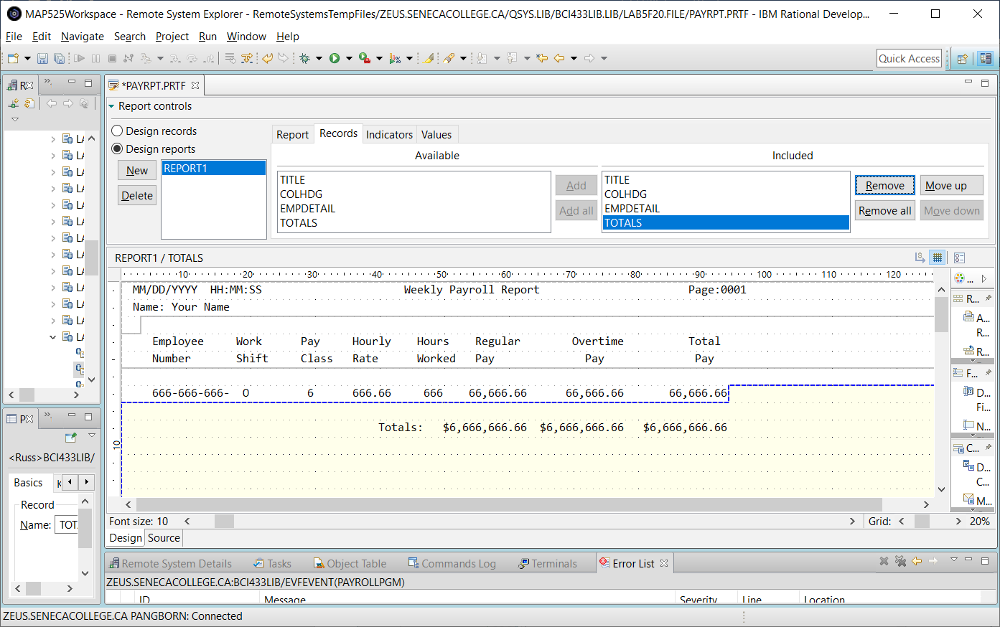 MAP525Workspace - Remote System Explorer - RemoteSystemsTempFiles/ZEUS.SENECACOLLEGE.CA/QSYS.LIB/BCI433LIB.LIB/LAB5F20.FILE/PAYRPT.PRTF - IBM Rational Develop...
File Edit Navigate Search Project Run Window Help
Quick Access
R
*PAYRPT.PRTF
Report controls
Design records
Design reports
New
Delete
REPORT1
Report Records Indicators Values
Available
TITLE
COLHDG
EMPDETAIL
TOTALS
Add
Add all
Included
TITLE
COLHDG
EMPDETAIL
TOTALS
Remove
Move up
Remove all
Move down
LA
LA
LA
LA
LA
LA
LA
LA
LA
LA
LA
LA
LA
REPORT1 / TOTALS
10 20 30 40 50 60 70 80 90 100 110 120
MM/DD/YYYY HH:MM:SS Weekly Payroll Report Page:0001
Name: Your Name
Employee Work Pay Hourly Hours Regular Overtime Total
Number Shift Class Rate Worked Pay Pay Pay
666-666-666- O 6 666.66 666 66,666.66 66,666.66 66,666.66
Totals: $6,666,666.66 $6,666,666.66 $6,666,666.66
10
...
R...
A...
R...
R...
F...
D...
Fi...
N...
C...
D...
C...
M...
Font size: 10
Grid: 20%
Design Source
P
<Russ>BCI433LIB/
Basics
Record
Name: TOT
Remote System Details Tasks Object Table Commands Log Terminals Error List
ZEUS.SENECACOLLEGE.CA:BCI433LIB/EVFEVENT(PAYROLLPGM)
ID Message Severity Line Location
ZEUS.SENECACOLLEGE.CA PANGBORN: Connected